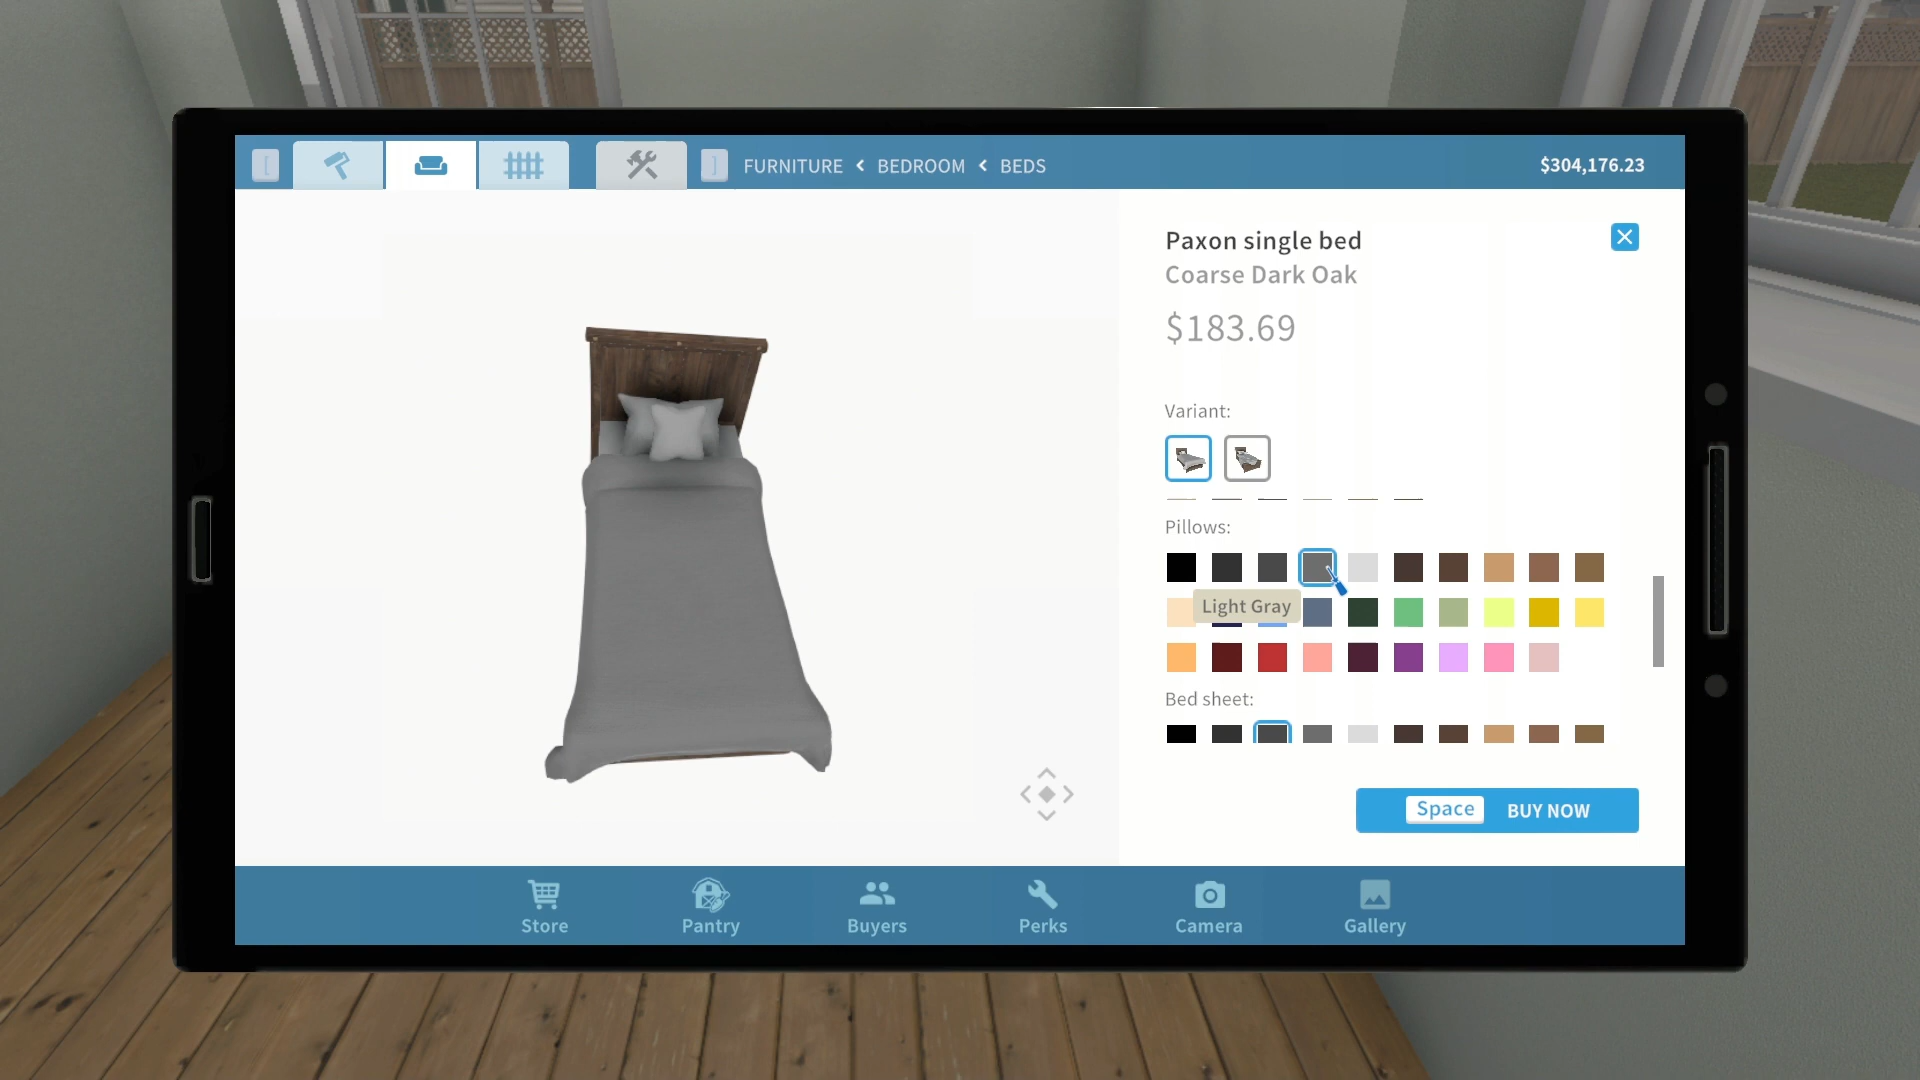 [
]
FURNITURE < BEDROOM < BEDS
$304,176.23
Paxon single bed
Coarse Dark Oak
$183.69
Variant:
Pillows:
Light Gray
Bed sheet:
Space BUY NOW
Store Pantry Buyers Perks Camera Gallery